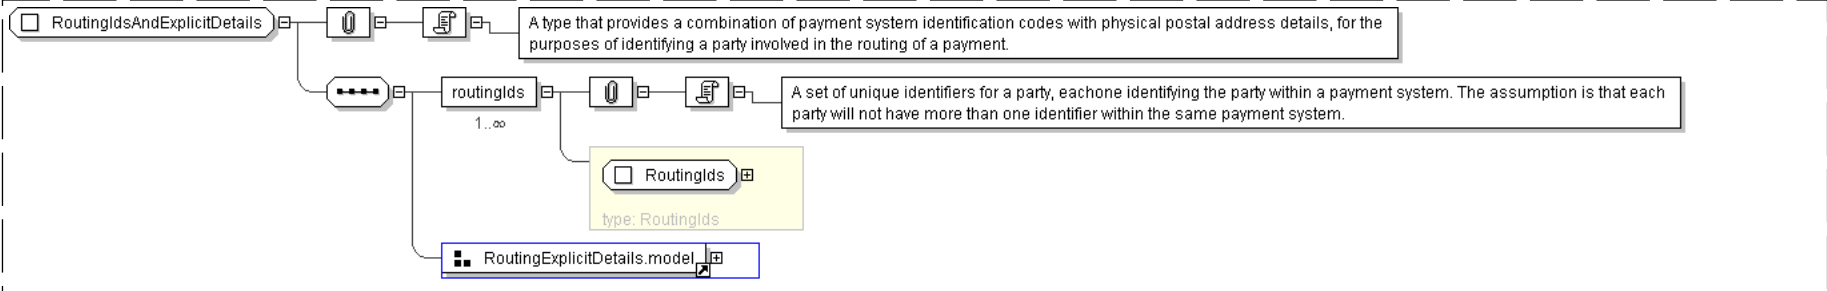 RoutingIdsAndExplicitDetails
A type that provides a combination of payment system identification codes with physical postal address details, for the
purposes of identifying a party involved in the routing of a payment.
routingIds
1..∞
A set of unique identifiers for a party, eachone identifying the party within a payment system. The assumption is that each
party will not have more than one identifier within the same payment system.
RoutingIds
type: RoutingIds
RoutingExplicitDetails.model